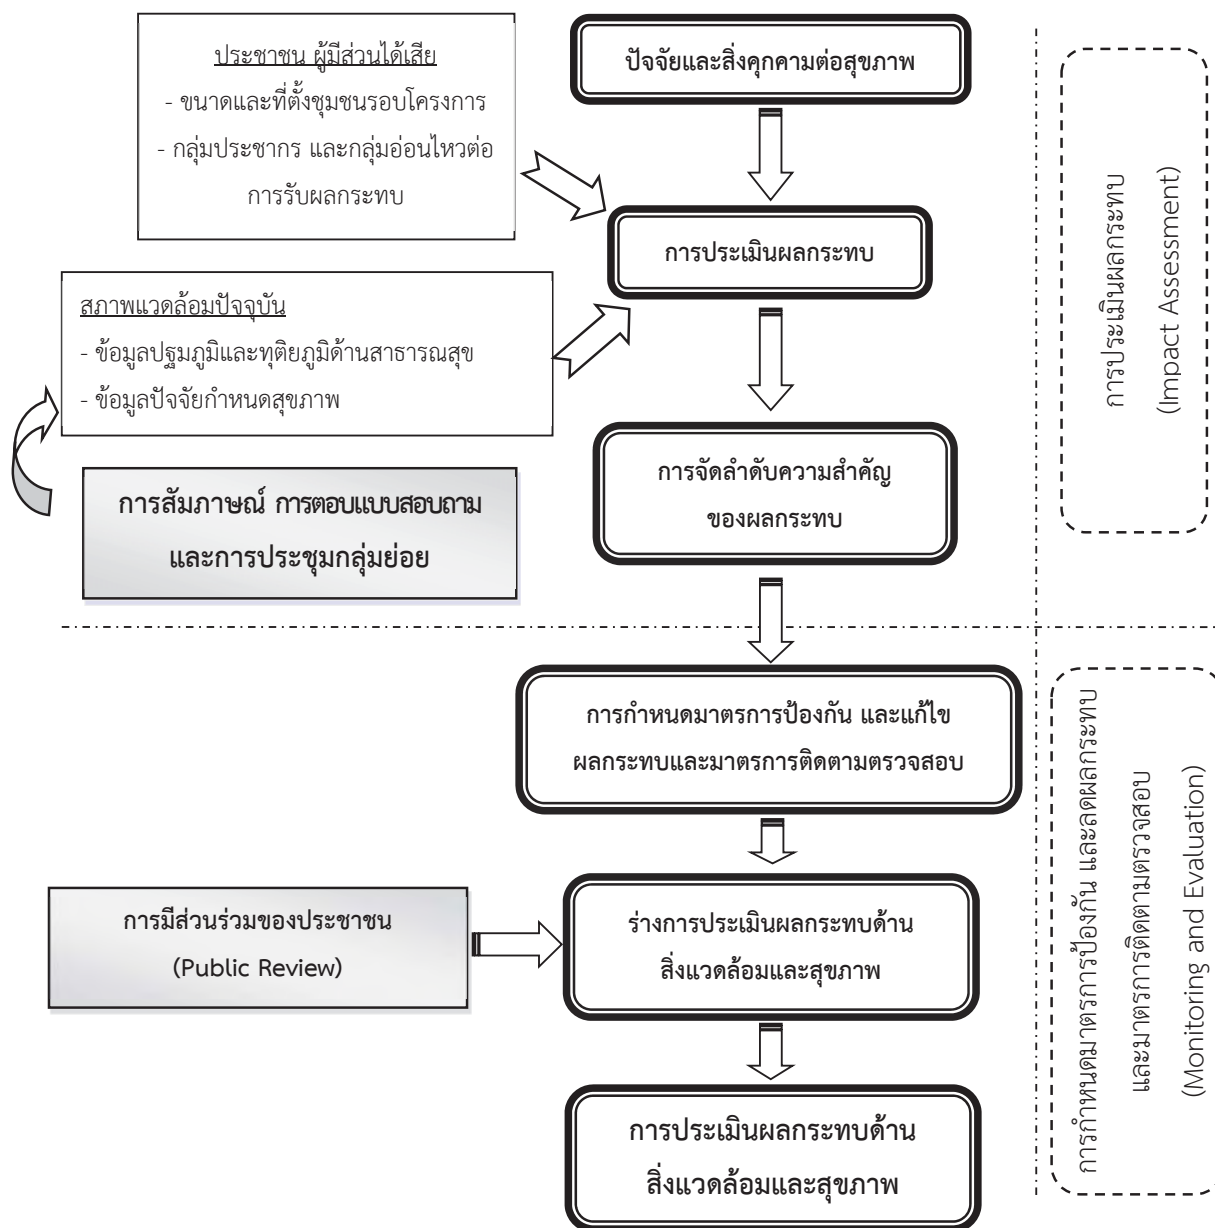 ประชาชน ผู้มีส่วนได้เสีย
- ขนาดและที่ตั้งชุมชนรอบโครงการ
- กลุ่มประชากร และกลุ่มอ่อนไหวต่อ
การรับผลกระทบ
ปัจจัยและสิ่งคุกคามต่อสุขภาพ
การประเมินผลกระทบ
สภาพแวดล้อมปัจจุบัน
- ข้อมูลปฐมภูมิและทุติยภูมิด้านสาธารณสุข
- ข้อมูลปัจจัยกำหนดสุขภาพ
การสัมภาษณ์ การตอบแบบสอบถาม
และการประชุมกลุ่มย่อย
การจัดลำดับความสำคัญ
ของผลกระทบ
การประเมินผลกระทบ
(Impact Assessment)
การกำหนดมาตรการป้องกัน และแก้ไข
ผลกระทบและมาตรการติดตามตรวจสอบ
การมีส่วนร่วมของประชาชน
(Public Review)
ร่างการประเมินผลกระทบด้าน
สิ่งแวดล้อมและสุขภาพ
การประเมินผลกระทบด้าน
สิ่งแวดล้อมและสุขภาพ
การกำหนดมาตรการป้องกัน และลดผลกระทบ
และมาตรการติดตามตรวจสอบ
(Monitoring and Evaluation)